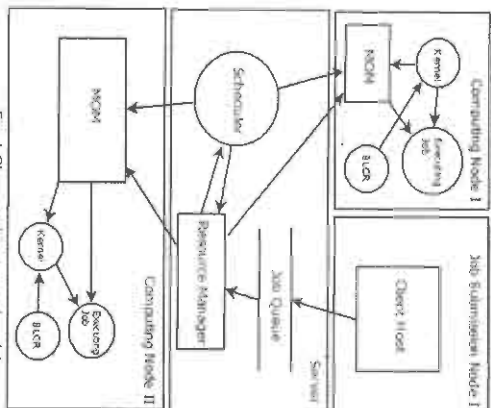 Computing Node I
Kernel
MOM
Executing
Job
BLCR
Job Submission Node I
Client Host
Server
Job Queue
Scheduler
Resource Manager
Computing Node II
MOM
Kernel
Executing
Job
BLCR